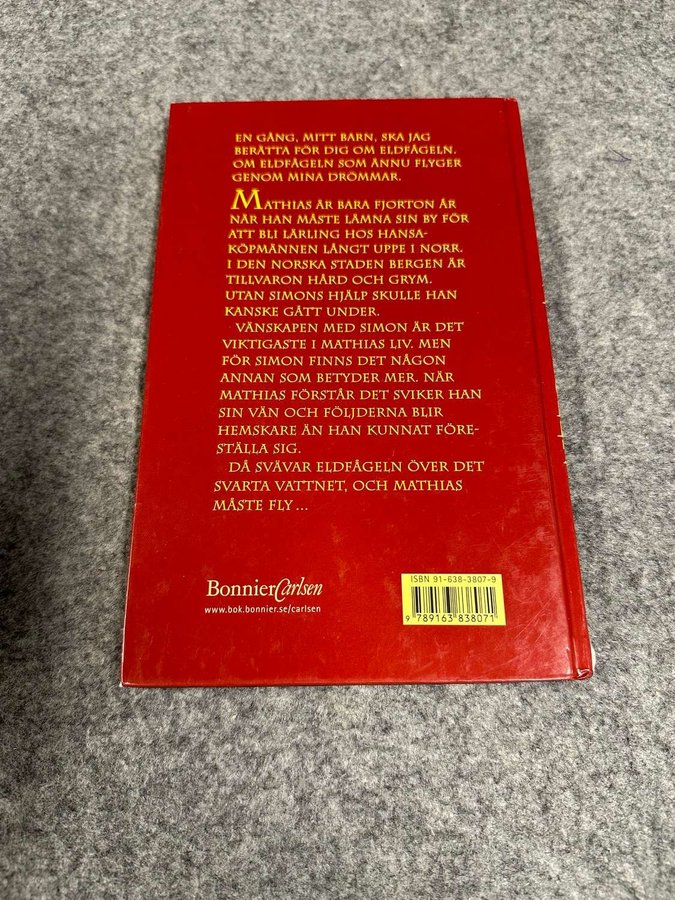 EN GÅNG, MITT BARN, SKA JAG
BERÄTTA FÖR DIG OM ELDFÅGELN.
OM ELDFÅGELN SOM ÄNNU FLYGER
GENOM MINA DRÖMMAR.
MATHIAS ÄR BARA FJORTON ÅR
NÄR HAN MÅSTE LÄMNA SIN BY FÖR
ATT BLI LÄRLING HOS HANSA-
KÖPMÄNNEN LÅNGT UPPE I NORR.
I DEN NORSKA STADEN BERGEN ÄR
TILLVARON HÅRD OCH GRYM.
UTAN SIMONS HJÄLP SKULLE HAN
KANSKE GÅTT UNDER.
VÄNSKAPEN MED SIMON ÄR DET
VIKTIGASTE I MATHIAS LIV. MEN
FÖR SIMON FINNS DET NÅGON
ANNAN SOM BETYDER MER. NÄR
MATHIAS FÖRSTÅR DET SVIKER HAN
SIN VÄN OCH FÖLJDERNA BLIR
HEMSKARE ÄN HAN KUNNAT FÖRE-
STÄLLA SIG.
DÅ SVÄVAR ELDFÅGELN ÖVER DET
SVARTA VATTNET, OCH MATHIAS
MÅSTE FLY ...
BonnierCarlsen
www.bok.bonnier.se/carlsen
ISBN 91-638-3807-9
9 789163 838071